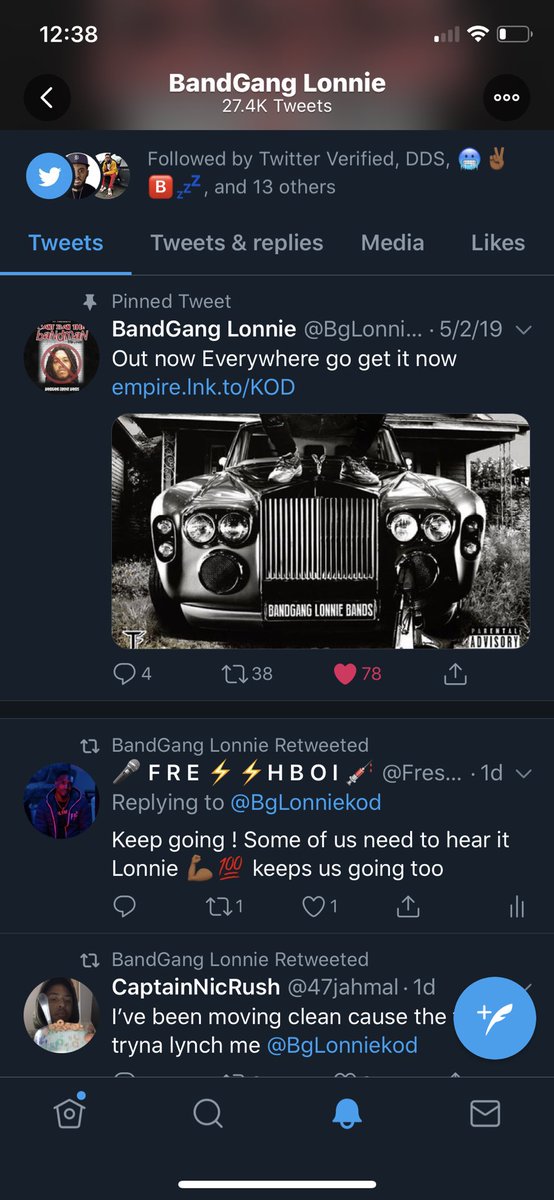 12:38
BandGang Lonnie
27.4K Tweets
Followed by Twitter Verified, DDS, 🥶✌🏾
🅱️💤, and 13 others
Tweets Tweets & replies Media Likes
Pinned Tweet
BandGang Lonnie @BgLonni... · 5/2/19
Out now Everywhere go get it now
empire.lnk.to/KOD
BANDGANG LONNIE BANDS
PARENTAL
ADVISORY
4 38 78
BandGang Lonnie Retweeted
🎤 F R E ⚡ ⚡ H B O I 💉 @Fres... · 1d
Replying to @BgLonniekod
Keep going ! Some of us need to hear it
Lonnie 💪🏾 💯 keeps us going too
1 1
BandGang Lonnie Retweeted
CaptainNicRush @47jahmal · 1d
I've been moving clean cause the
tryna lynch me @BgLonniekod